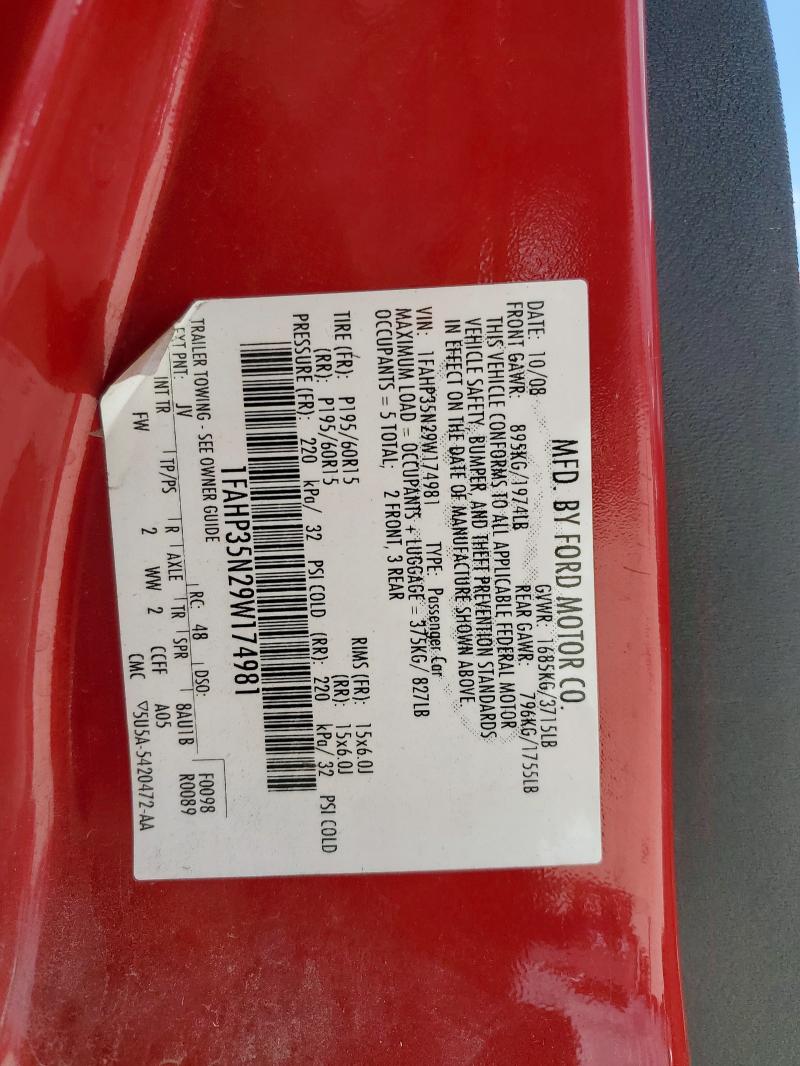 MFD. BY FORD MOTOR CO.
DATE: 10/08 GVWR: 1685KG/3715LB
FRONT GAWR: 895KG/1974LB REAR GAWR: 796KG/1755LB
THIS VEHICLE CONFORMS TO ALL APPLICABLE FEDERAL MOTOR
VEHICLE SAFETY, BUMPER, AND THEFT PREVENTION STANDARDS
IN EFFECT ON THE DATE OF MANUFACTURE SHOWN ABOVE
VIN: 1FAHP35N29W174981 TYPE: Passenger Car
MAXIMUM LOAD = OCCUPANTS + LUGGAGE = 375KG/ 827LB
OCCUPANTS = 5 TOTAL; 2 FRONT, 3 REAR
TIRE (FR): P195/60R15 RIMS (FR): 15x6.0J
(RR): P195/60R15 (RR): 15x6.0J
PRESSURE (FR): 220 kPa/ 32 PSI COLD (RR): 220 kPa/ 32 PSI COLD
1FAHP35N29W174981
TRAILER TOWING - SEE OWNER GUIDE F0098
EXT PNT: JV RC: 48 DSO: R0089
INT TR TP/PS R AXLE TR SPR 8AU1B
FW 2 WW 2 CCFF A05
CMC ▽5U5A-5420472-AA